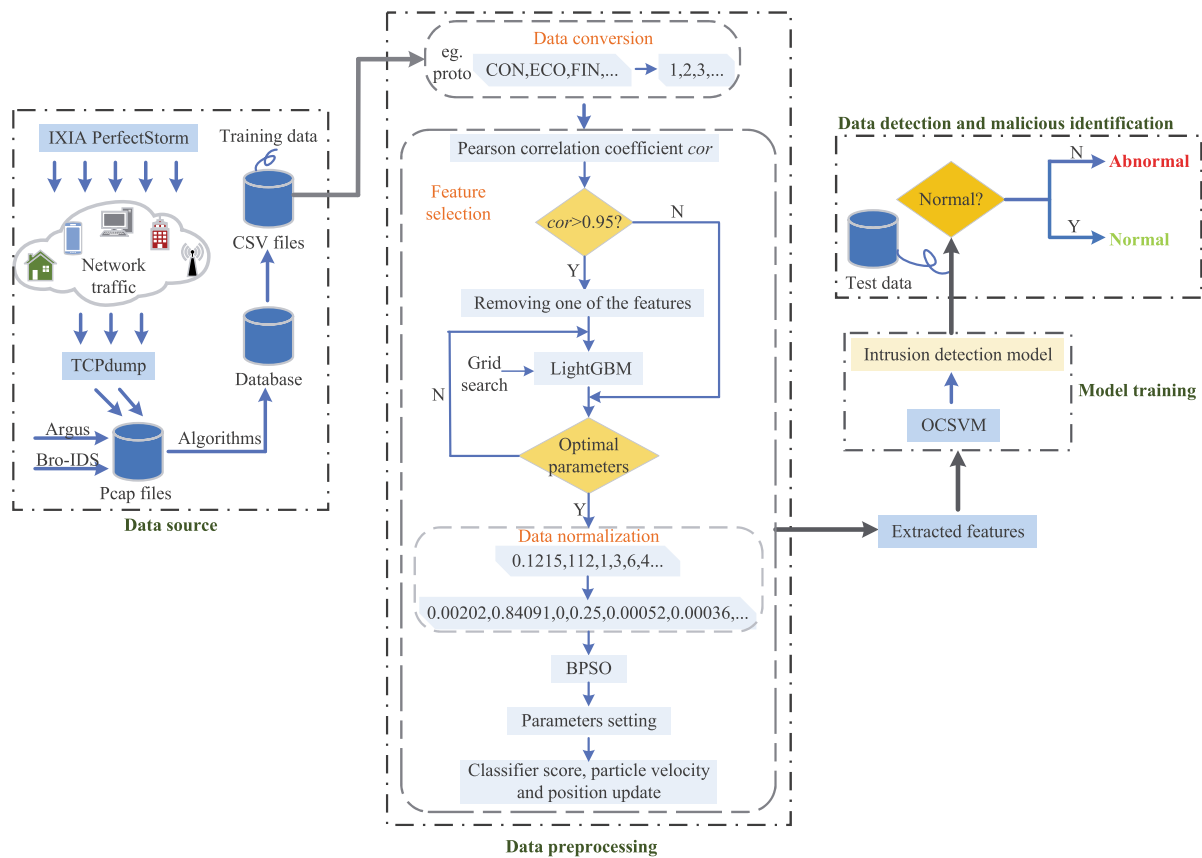 IXIA PerfectStorm
Network
traffic
TCPdump
Argus
Bro-IDS
Pcap files
Algorithms
Database
CSV files
Training data
Data source
Data conversion
eg.
proto
CON,ECO,FIN,...
1,2,3,...
Pearson correlation coefficient cor
Feature
selection
cor>0.95?
N
Y
Removing one of the features
Grid
search
LightGBM
N
Optimal
parameters
Y
Data normalization
0.1215,112,1,3,6,4...
0.00202,0.84091,0,0.25,0.00052,0.00036,...
BPSO
Parameters setting
Classifier score, particle velocity
and position update
Data preprocessing
Extracted features
OCSVM
Intrusion detection model
Model training
Data detection and malicious identification
Normal?
Test data
N
Abnormal
Y
Normal